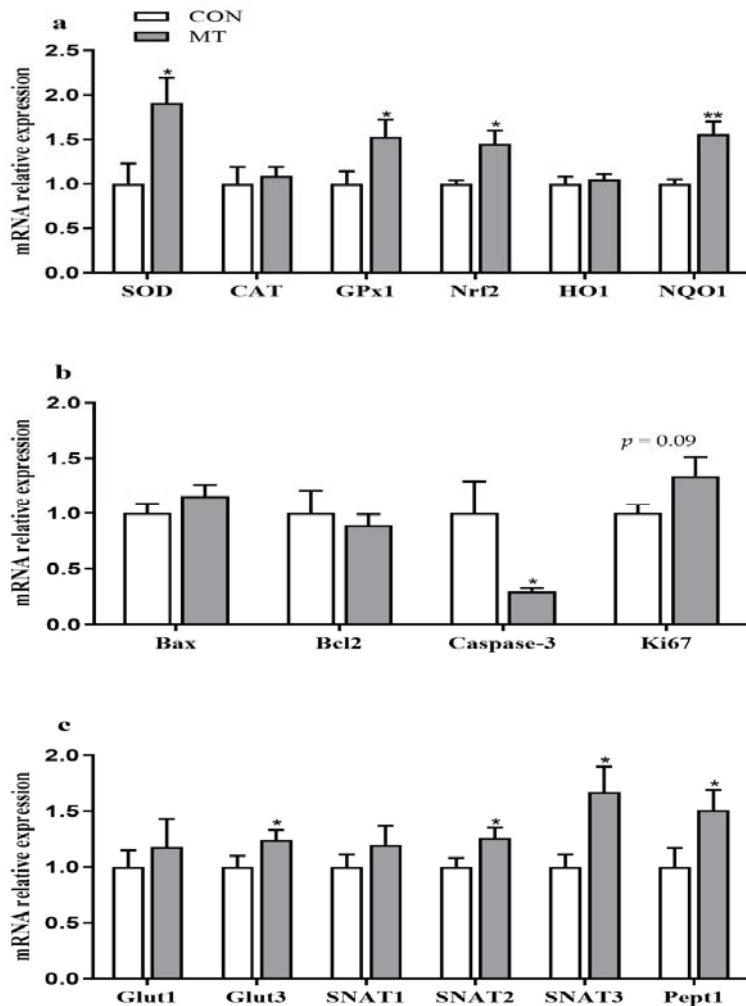 a
CON
MT
mRNA relative expression
2.5
2.0
1.5
1.0
0.5
0.0
* * * **
SOD CAT GPx1 Nrf2 HO1 NQO1
b
mRNA relative expression
2.0
1.5
1.0
0.5
0.0
p = 0.09
*
Bax Bcl2 Caspase-3 Ki67
c
mRNA relative expression
2.0
1.5
1.0
0.5
0.0
* * * *
Glut1 Glut3 SNAT1 SNAT2 SNAT3 Pept1